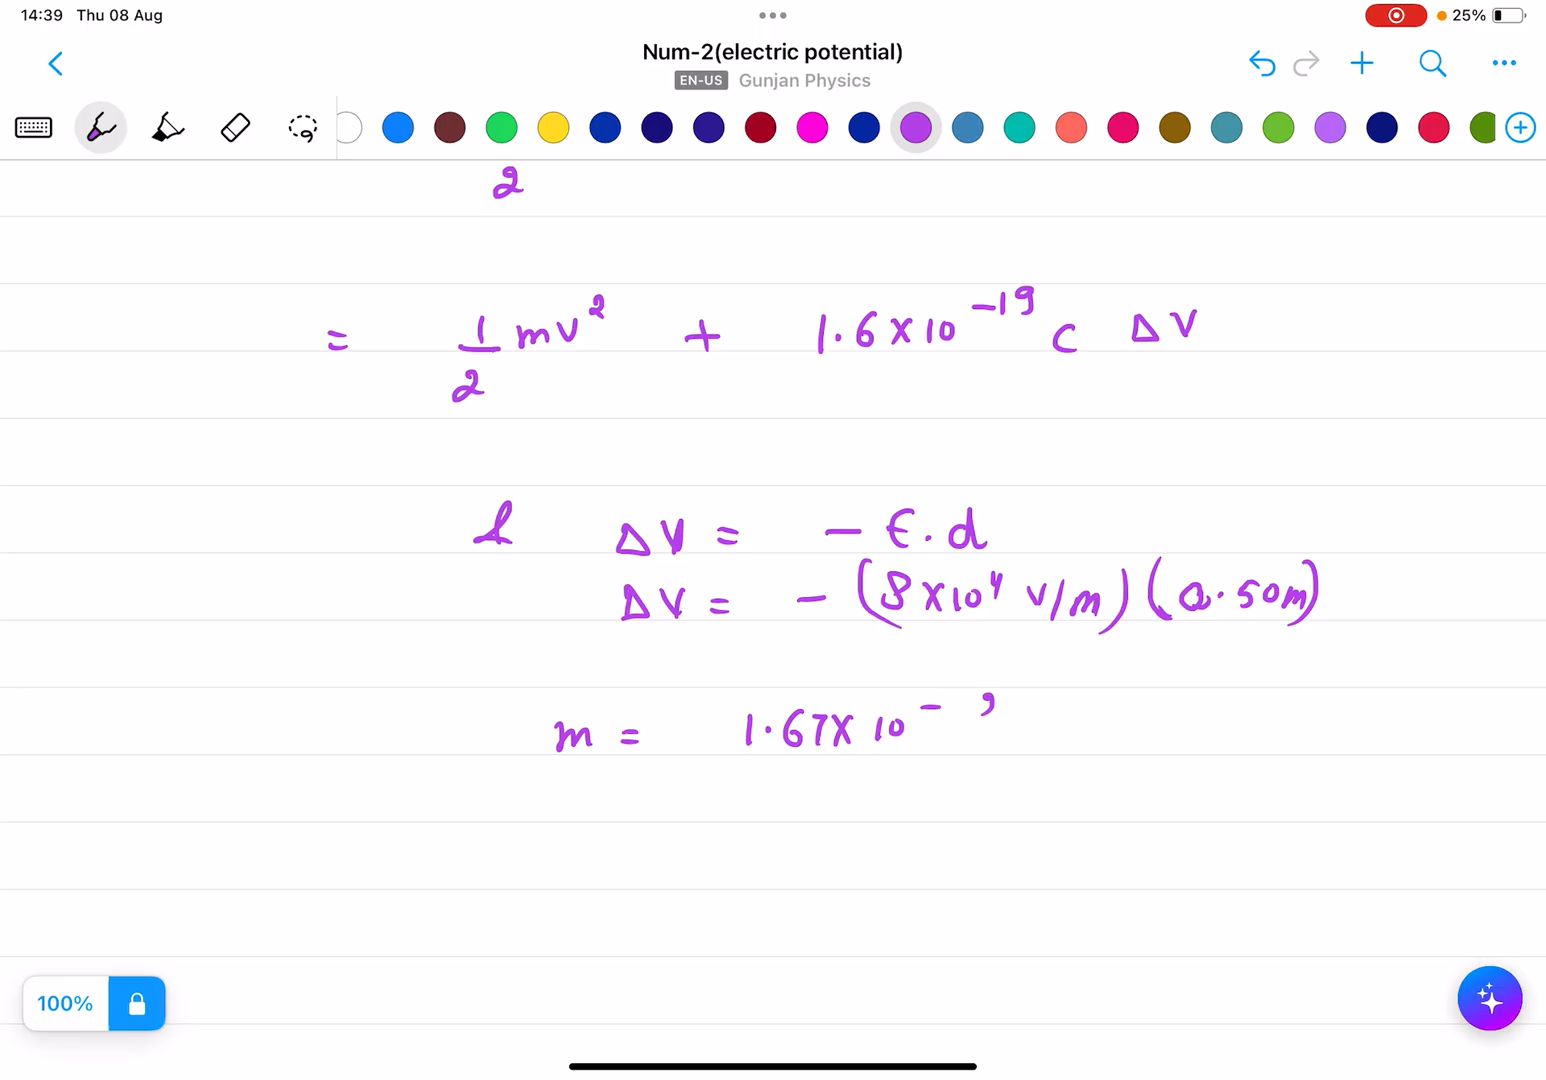 14:39 Thu 08 Aug
25%
Num-2(electric potential)
EN-US Gunjan Physics
2
= 1/2 mv² + 1.6×10⁻¹⁹ C ΔV
& ΔV = - E.d
ΔV = - (8×10⁴ V/m) (0.50m)
m = 1.67×10⁻
100%